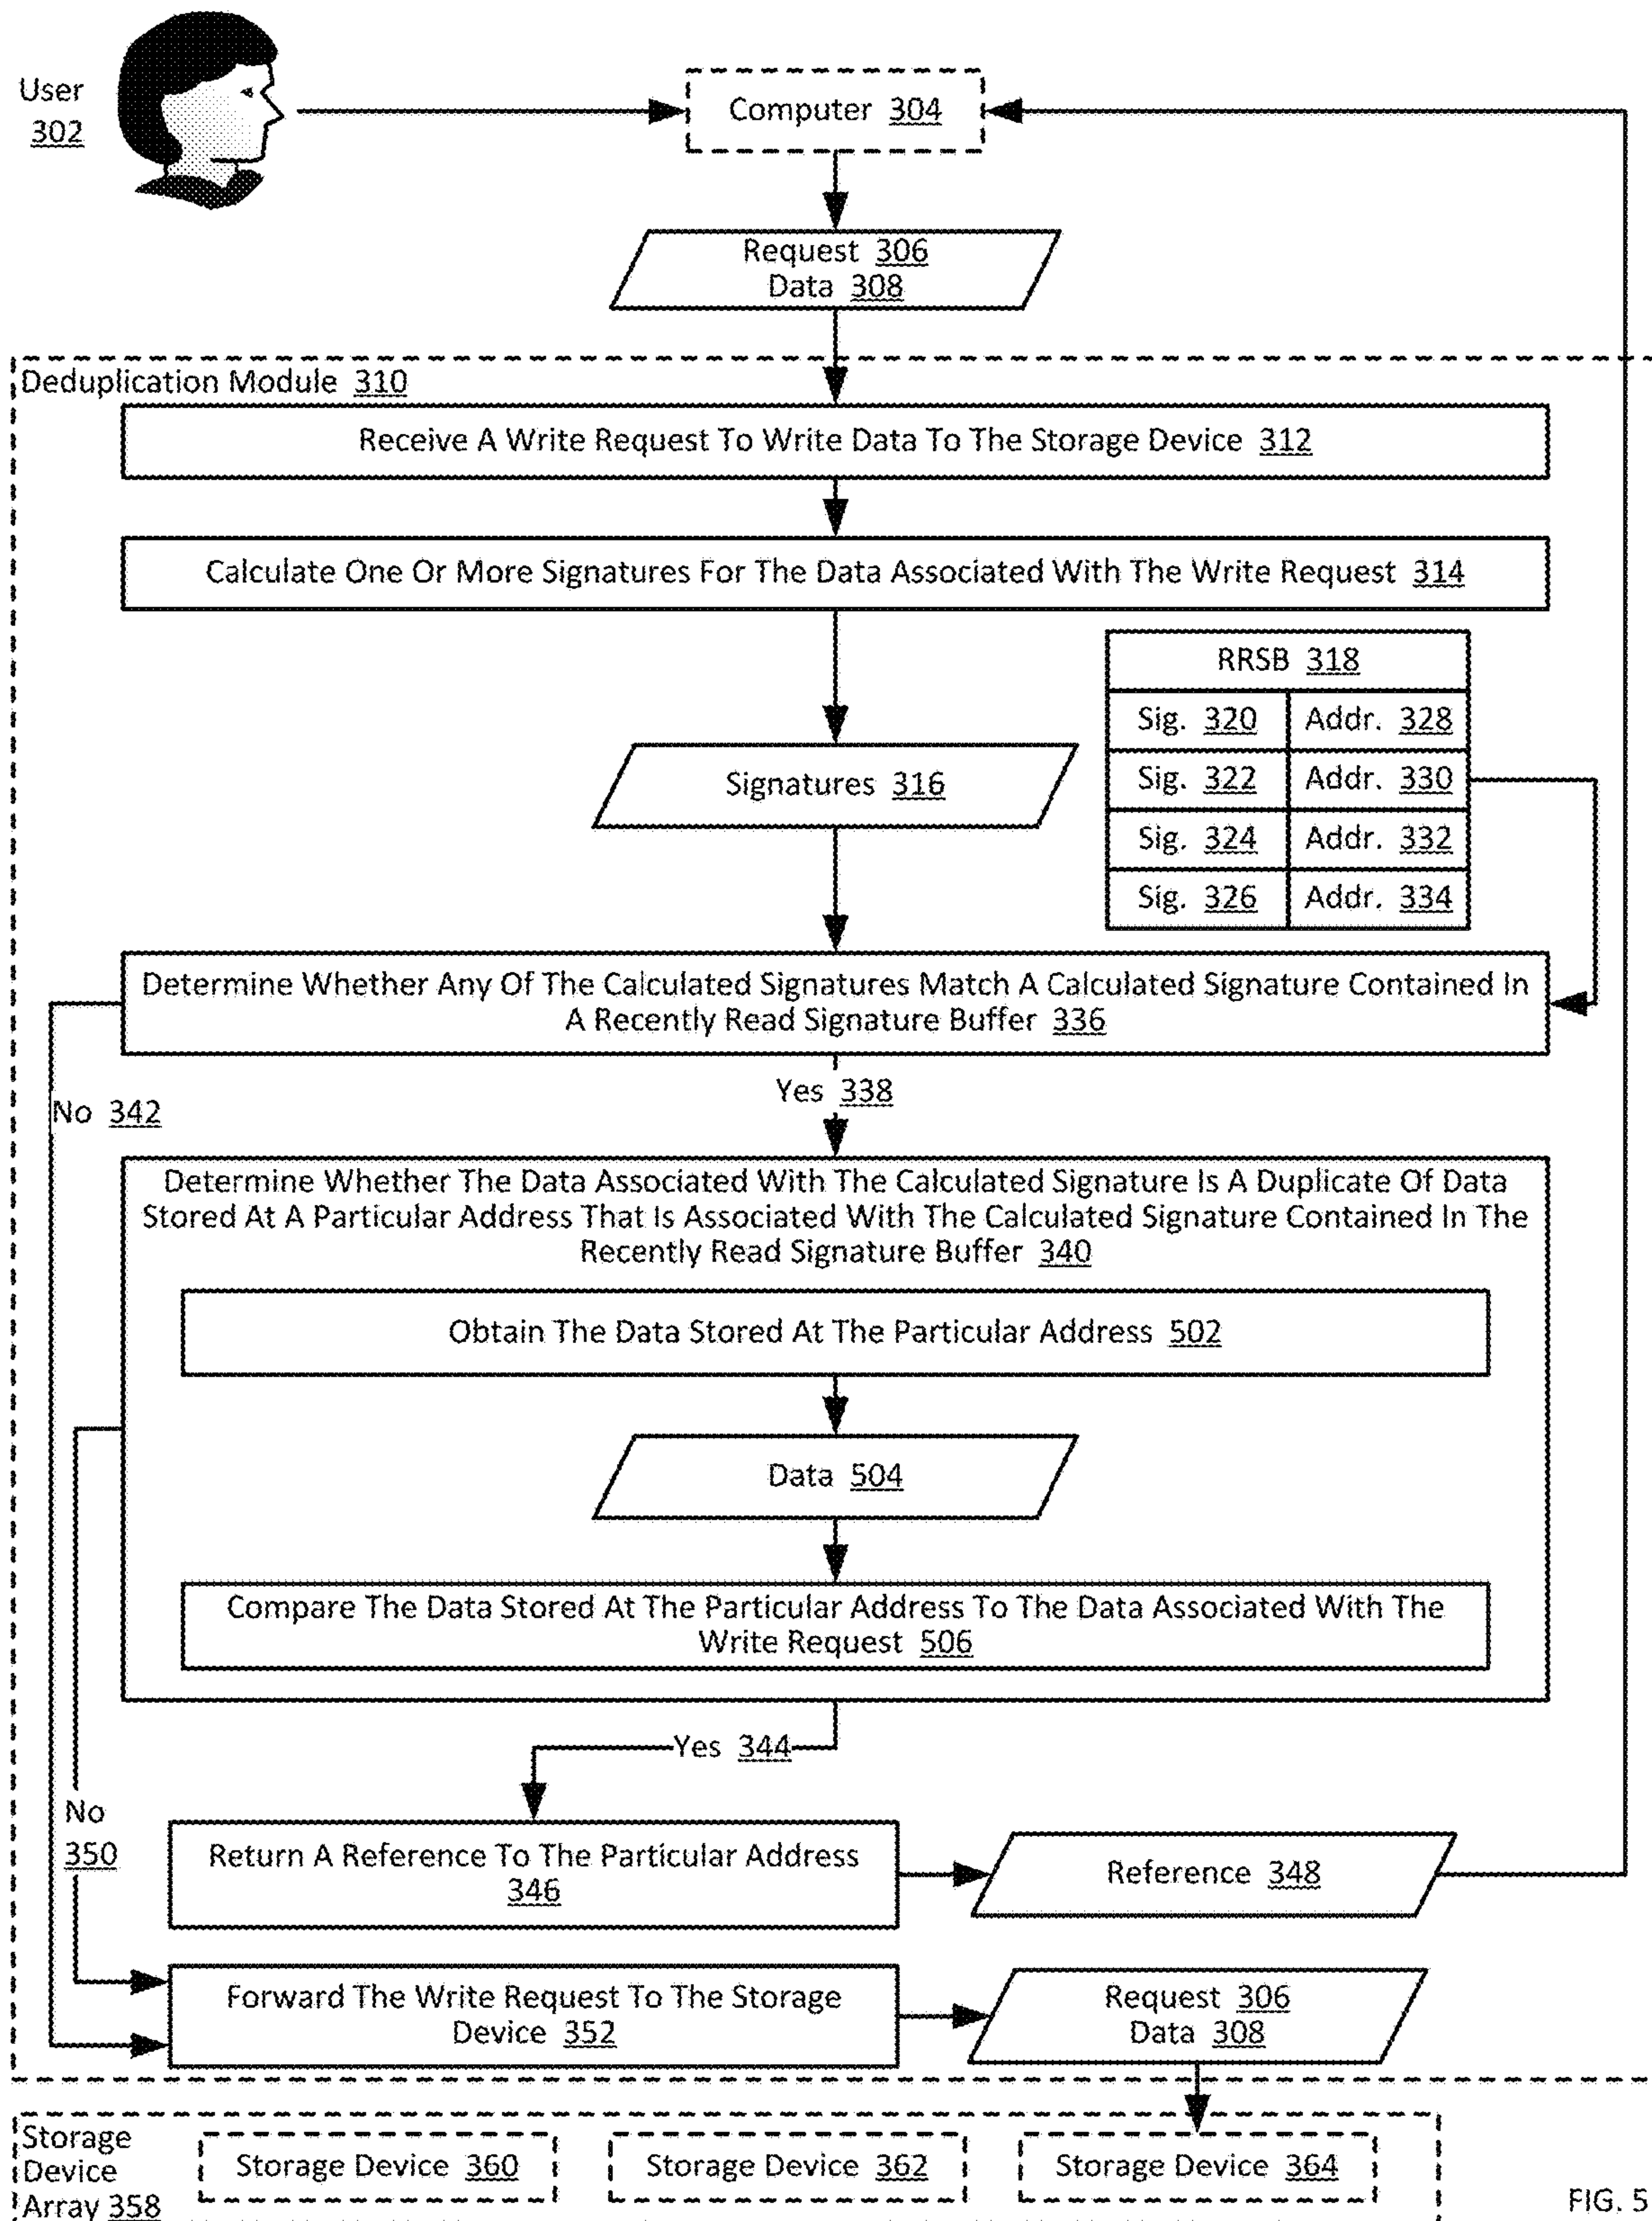 User
302
Computer 304
Request 306
Data 308
Deduplication Module 310
Receive A Write Request To Write Data To The Storage Device 312
Calculate One Or More Signatures For The Data Associated With The Write Request 314
RRSB 318
Sig. 320 Addr. 328
Sig. 322 Addr. 330
Sig. 324 Addr. 332
Sig. 326 Addr. 334
Signatures 316
Determine Whether Any Of The Calculated Signatures Match A Calculated Signature Contained In
A Recently Read Signature Buffer 336
Yes 338
No 342
Determine Whether The Data Associated With The Calculated Signature Is A Duplicate Of Data
Stored At A Particular Address That Is Associated With The Calculated Signature Contained In The
Recently Read Signature Buffer 340
Obtain The Data Stored At The Particular Address 502
Data 504
Compare The Data Stored At The Particular Address To The Data Associated With The
Write Request 506
Yes 344
No
350
Return A Reference To The Particular Address
346
Reference 348
Forward The Write Request To The Storage
Device 352
Request 306
Data 308
Storage
Device
Array 358
Storage Device 360
Storage Device 362
Storage Device 364
FIG. 5